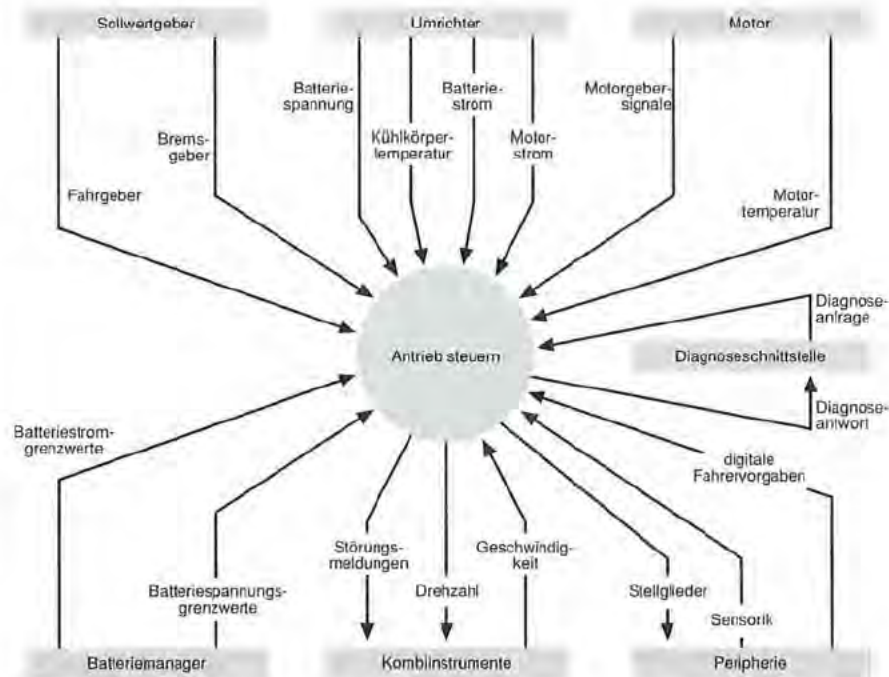 Sollwertgeber
Umrichter
Motor
Batterie-
spannung
Batterie-
strom
Motorgeber-
signale
Brems-
geber
Kühlkörper-
temperatur
Motor-
strom
Fahrgeber
Motor-
temperatur
Diagnose-
anfrage
Antrieb steuern
Diagnoseschnittstelle
Diagnose-
antwort
Batteriestrom-
grenzwerte
digitale
Fahrervorgaben
Störungs-
meldungen
Geschwindig-
keit
Batteriespannungs-
grenzwerte
Drehzahl
Stellglieder
Sensorik
Batteriemanager
Kombiinstrumente
Peripherie